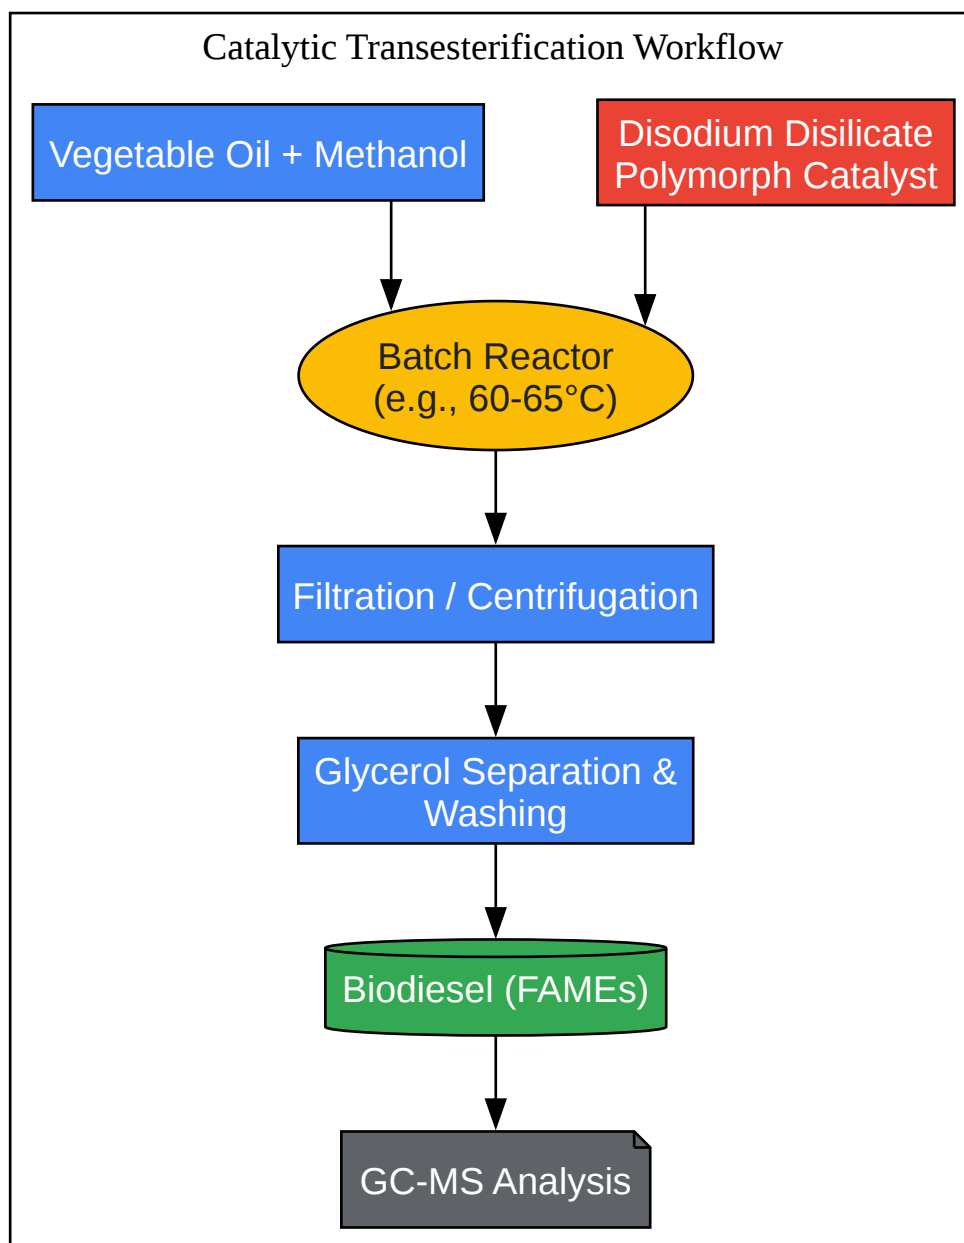 Catalytic Transesterification Workflow
Vegetable Oil + Methanol
Disodium Disilicate
Polymorph Catalyst
Batch Reactor
(e.g., 60-65°C)
Filtration / Centrifugation
Glycerol Separation &
Washing
Biodiesel (FAMEs)
GC-MS Analysis